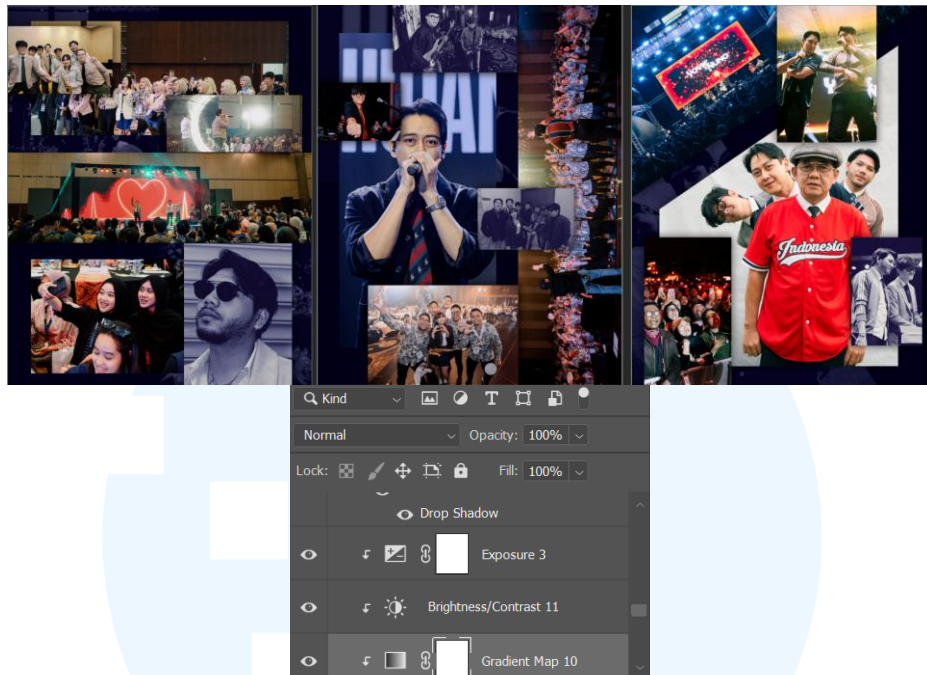 Indonesia
Kind
Normal
Opacity: 100%
Lock:
Fill: 100%
Drop Shadow
Exposure 3
Brightness/Contrast 11
Gradient Map 10